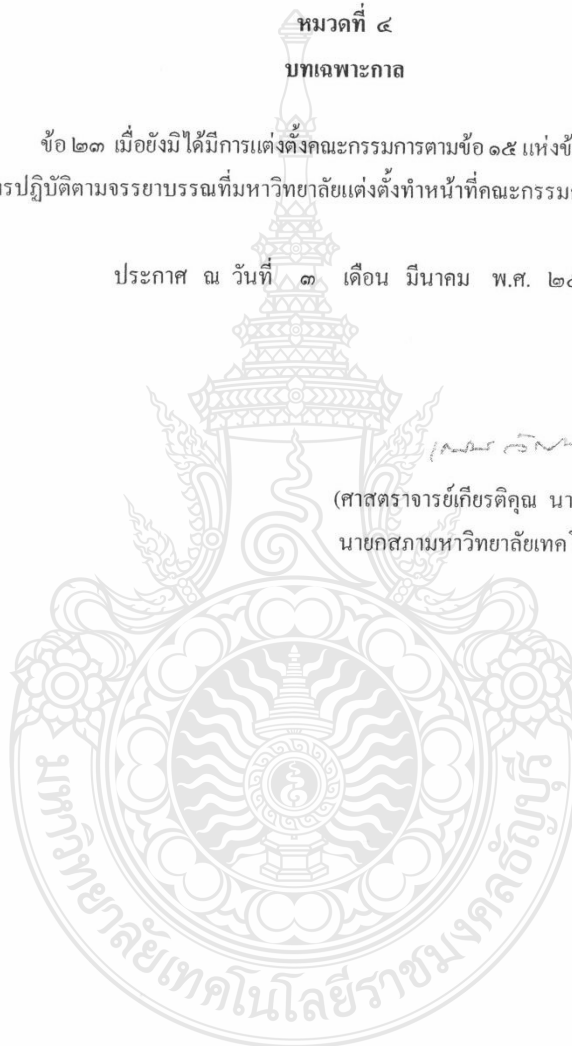 หมวดที่ ๔
บทเฉพาะกาล
ข้อ ๒๓ เมื่อยังมิได้มีการแต่งตั้งคณะกรรมการตามข้อ ๑๕ แห่งข้
ารปฏิบัติตามจรรยาบรรณที่มหาวิทยาลัยแต่งตั้งทำหน้าที่คณะกรรม
ประกาศ ณ วันที่ ๓ เดือน มีนาคม พ.ศ. ๒๕
(ศาสตราจารย์เกียรติคุณ นา
นายกสภามหาวิทยาลัยเทค
มหาวิทยาลัยเทคโนโลยีราชมงคลธัญบุรี